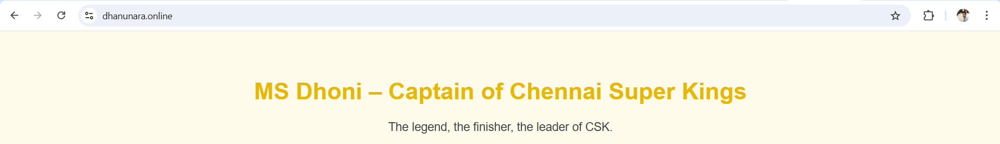 dhanunara.online
MS Dhoni – Captain of Chennai Super Kings
The legend, the finisher, the leader of CSK.